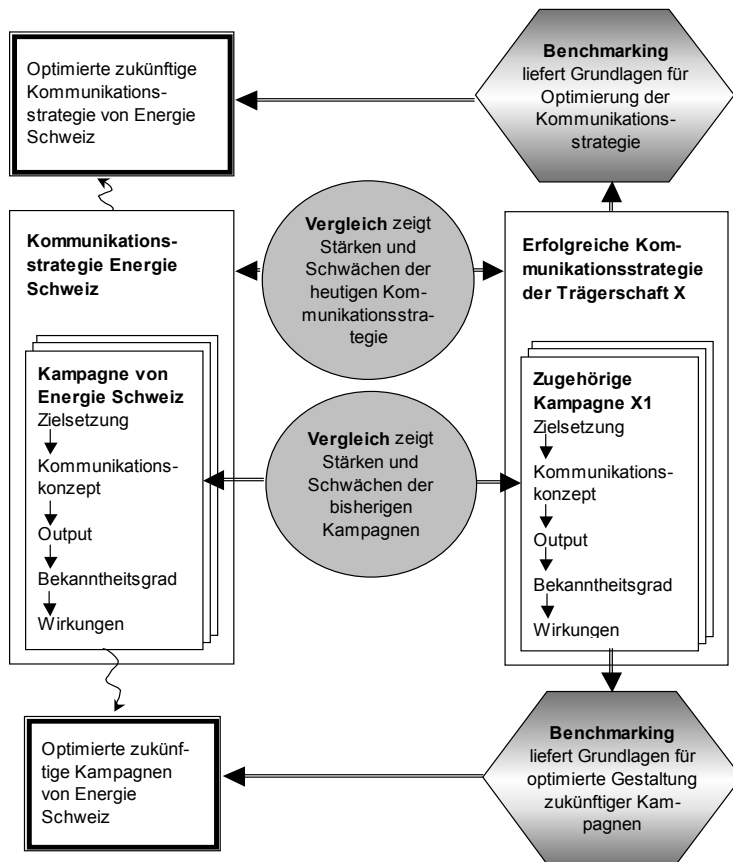 Optimierte zukünftige
Kommunikations-
strategie von Energie
Schweiz
Benchmarking
liefert Grundlagen für
Optimierung der
Kommunikations-
strategie
Kommunikations-
strategie Energie
Schweiz
Vergleich zeigt
Stärken und
Schwächen der
heutigen Kom-
munikationsstra-
tegie
Erfolgreiche Kom-
munikationsstrategie
der Trägerschaft X
Kampagne von
Energie Schweiz
Zielsetzung
Kommunikations-
konzept
Output
Bekanntheitsgrad
Wirkungen
Vergleich zeigt
Stärken und
Schwächen der
bisherigen
Kampagnen
Zugehörige
Kampagne X1
Zielsetzung
Kommunikations-
konzept
Output
Bekanntheitsgrad
Wirkungen
Optimierte zukünf-
tige Kampagnen
von Energie
Schweiz
Benchmarking
liefert Grundlagen für
optimierte Gestaltung
zukünftiger Kam-
pagnen